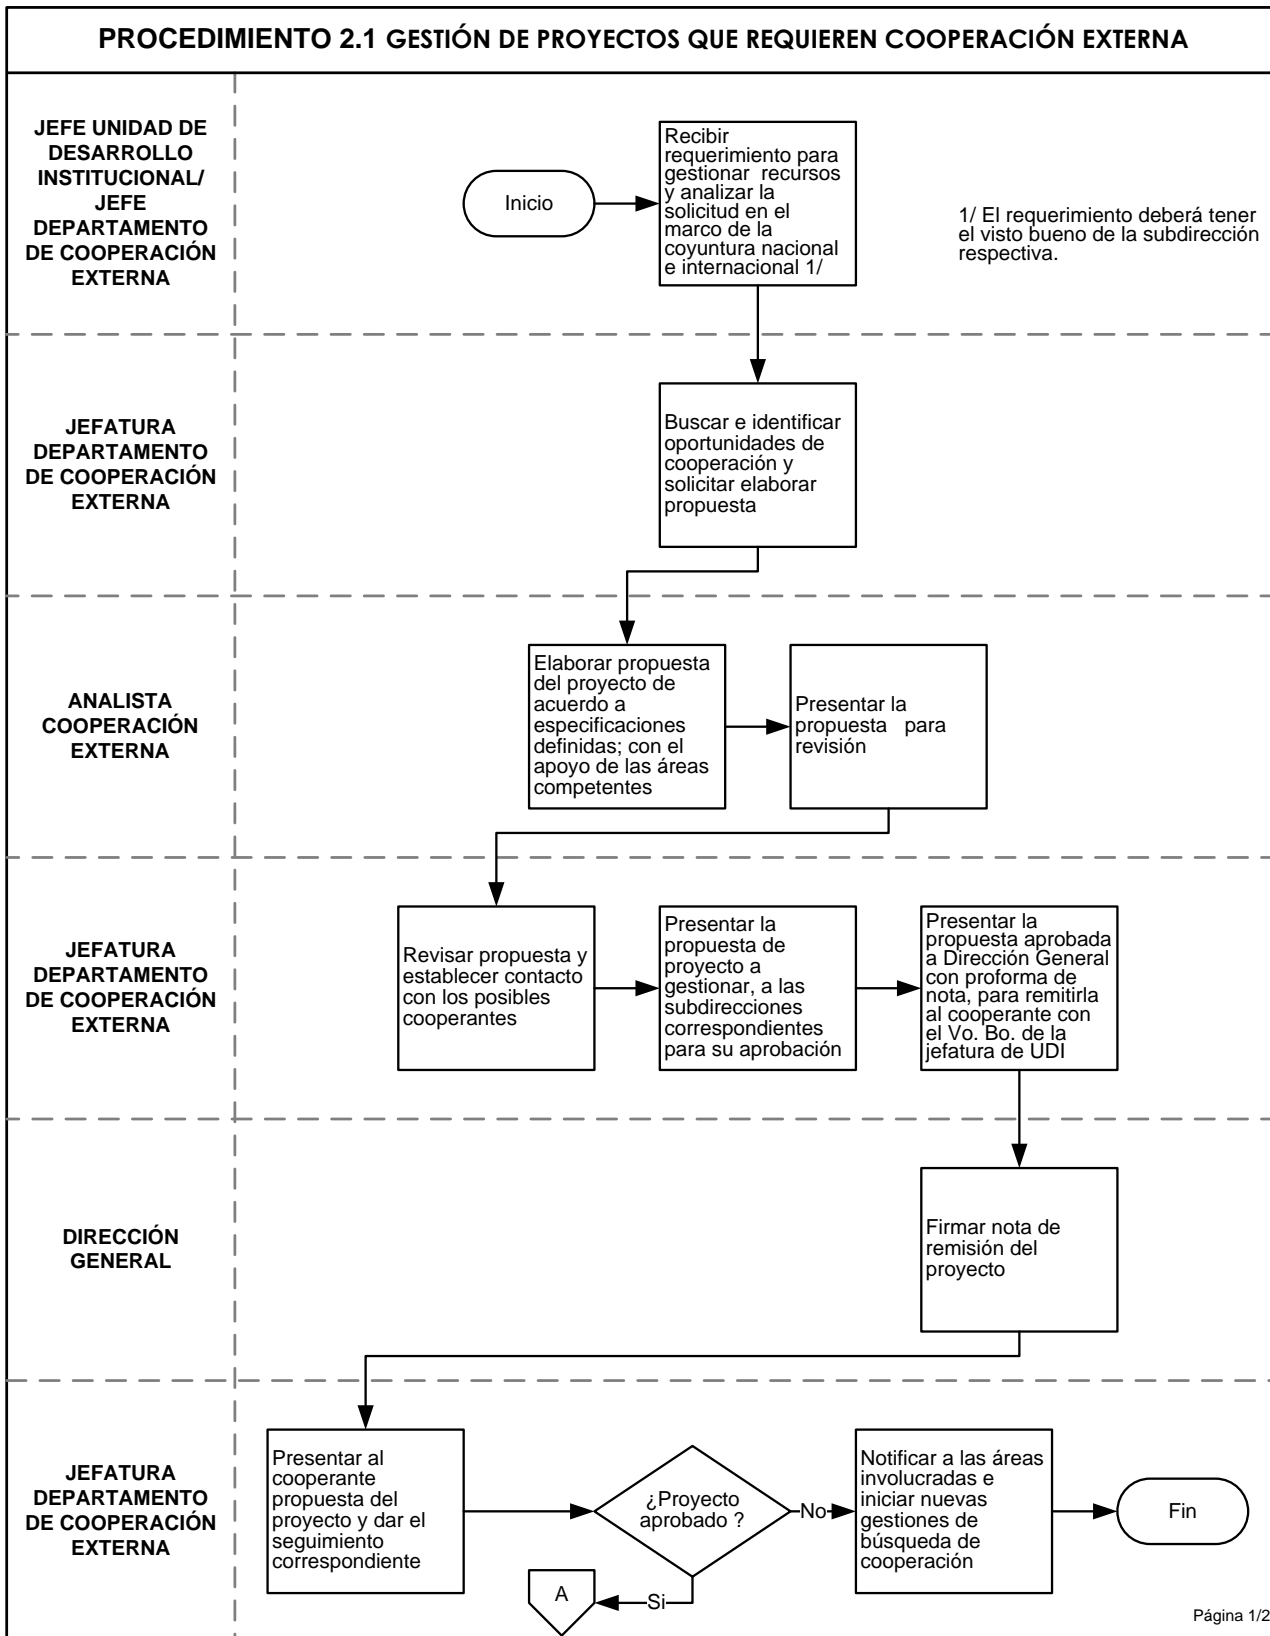 PROCEDIMIENTO 2.1 GESTIÓN DE PROYECTOS QUE REQUIEREN COOPERACIÓN EXTERNA
JEFE UNIDAD DE
DESARROLLO
INSTITUCIONAL/
JEFE
DEPARTAMENTO
DE COOPERACIÓN
EXTERNA
Inicio
Recibir
requerimiento para
gestionar recursos
y analizar la
solicitud en el
marco de la
coyuntura nacional
e internacional 1/
1/ El requerimiento deberá tener
el visto bueno de la subdirección
respectiva.
JEFATURA
DEPARTAMENTO
DE COOPERACIÓN
EXTERNA
Buscar e identificar
oportunidades de
cooperación y
solicitar elaborar
propuesta
ANALISTA
COOPERACIÓN
EXTERNA
Elaborar propuesta
del proyecto de
acuerdo a
especificaciones
definidas; con el
apoyo de las áreas
competentes
Presentar la
propuesta para
revisión
JEFATURA
DEPARTAMENTO
DE COOPERACIÓN
EXTERNA
Revisar propuesta y
establecer contacto
con los posibles
cooperantes
Presentar la
propuesta de
proyecto a
gestionar, a las
subdirecciones
correspondientes
para su aprobación
Presentar la
propuesta aprobada
a Dirección General
con proforma de
nota, para remitirla
al cooperante con
el Vo. Bo. de la
jefatura de UDI
DIRECCIÓN
GENERAL
Firmar nota de
remisión del
proyecto
JEFATURA
DEPARTAMENTO
DE COOPERACIÓN
EXTERNA
Presentar al
cooperante
propuesta del
proyecto y dar el
seguimiento
correspondiente
¿Proyecto
aprobado ?
No
Notificar a las áreas
involucradas e
iniciar nuevas
gestiones de
búsqueda de
cooperación
Fin
Si
A
Página 1/2